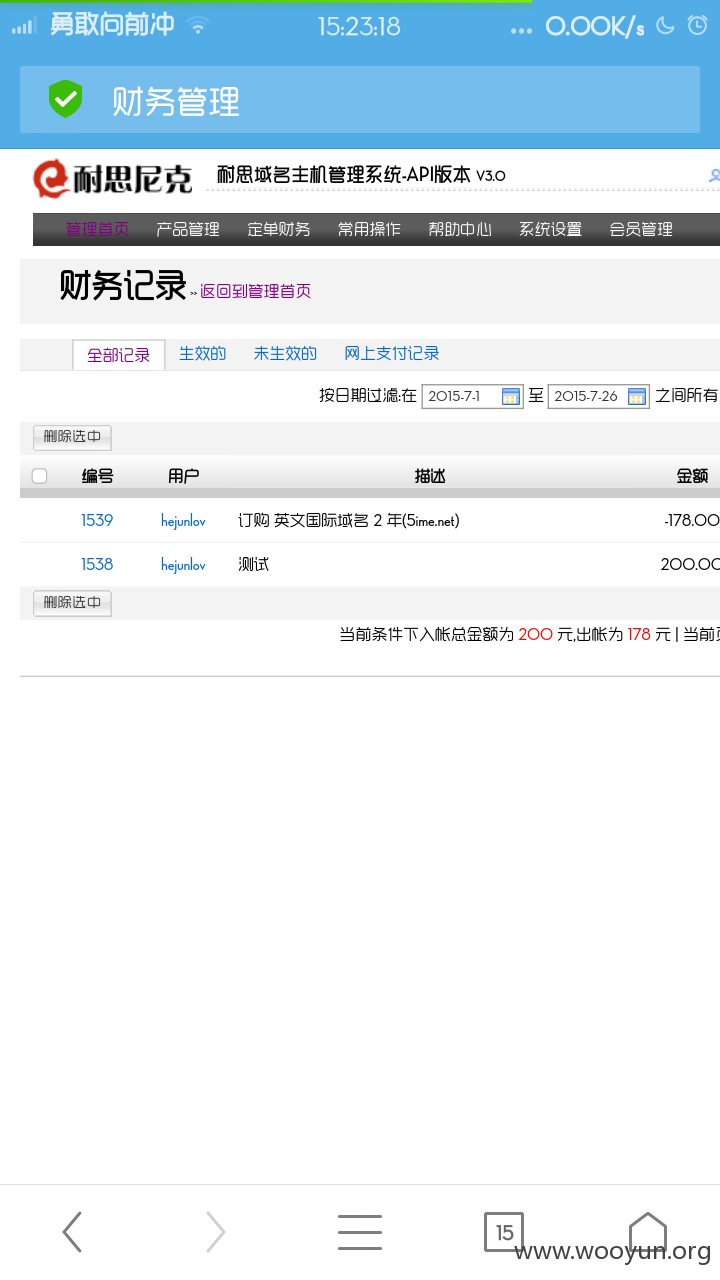 勇敢向前冲 15:23:18 ... 0.00K/s
财务管理
耐思尼克 耐思域名主机管理系统-API版本 V3.0
管理首页 产品管理 定单财务 常用操作 帮助中心 系统设置 会员管理
财务记录 >> 返回到管理首页
全部记录 生效的 未生效的 网上支付记录
按日期过滤:在 2015-7-1 至 2015-7-26 之间所有
删除选中
编号 用户 描述 金额
1539 hejunlov 订购 英文国际域名 2 年(5ime.net) -178.00
1538 hejunlov 测试 200.00
删除选中
当前条件下入帐总金额为 200 元,出帐为 178 元 | 当前
15
www.wooyun.org